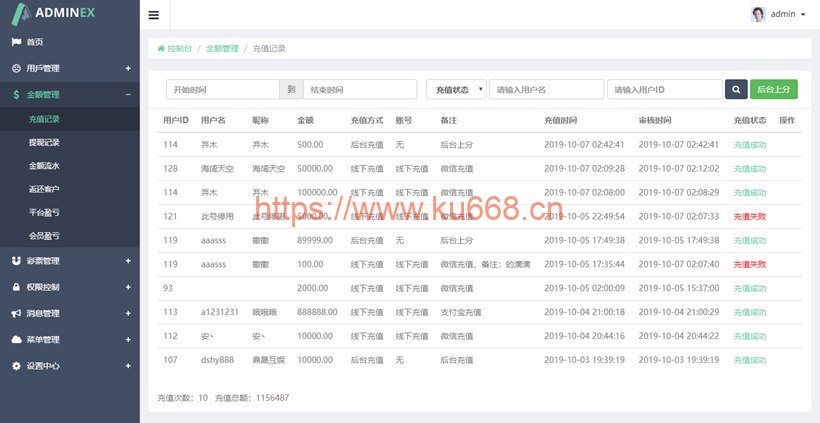 ADMINEX
admin
首页
用戶管理
金额管理
充值记录
提现记录
金额流水
返还客户
平台盈亏
会员盈亏
彩票管理
权限控制
消息管理
菜单管理
设置中心
控制台 / 金额管理 / 充值记录
开始时间 到 结束时间 充值状态 请输入用户名 请输入用户ID 后台上分
用户ID 用户名 昵称 金额 充值方式 账号 备注 充值时间 审核时间 充值状态 操作
114 弃木 弃木 500.00 后台充值 无 后台上分 2019-10-07 02:42:41 2019-10-07 02:42:41 充值成功
128 海阔天空 海阔天空 50000.00 线下充值 线下充值 微信充值 2019-10-07 02:09:28 2019-10-07 02:12:02 充值成功
114 弃木 弃木 100000.00 线下充值 线下充值 微信充值 2019-10-07 02:08:00 2019-10-07 02:08:29 充值成功
https://www.ku668.cn
121 此号停用 此号停用 5000.00 线下充值 线下充值 微信充值 2019-10-05 22:49:54 2019-10-07 02:07:33 充值失败
119 aaasss 撒撒 89999.00 后台充值 无 后台上分 2019-10-05 17:49:38 2019-10-05 17:49:38 充值成功
119 aaasss 撒撒 100.00 线下充值 线下充值 微信充值，备注：的滴滴 2019-10-05 17:35:44 2019-10-07 02:07:40 充值失败
93 2000.00 线下充值 线下充值 微信充值 2019-10-05 02:00:09 2019-10-05 15:37:00 充值成功
113 a1231231 哦哦哦 888888.00 线下充值 线下充值 支付宝充值 2019-10-04 21:00:18 2019-10-04 21:00:29 充值成功
112 安丶 安丶 10000.00 线下充值 线下充值 微信充值 2019-10-04 20:44:16 2019-10-04 20:44:22 充值成功
107 dshy888 鼎晟互娱 10000.00 后台充值 无 后台充值 2019-10-03 19:39:19 2019-10-03 19:39:19 充值成功
充值次数：10 充值总额：1156487